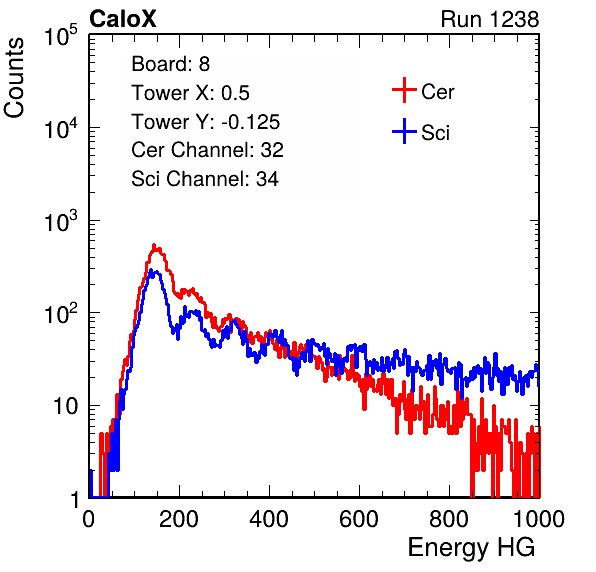 CaloX Run 1238
Counts
10^5
10^4
10^3
10^2
10
1
Board: 8
Tower X: 0.5
Tower Y: -0.125
Cer Channel: 32
Sci Channel: 34
Cer
Sci
0 200 400 600 800 1000
Energy HG